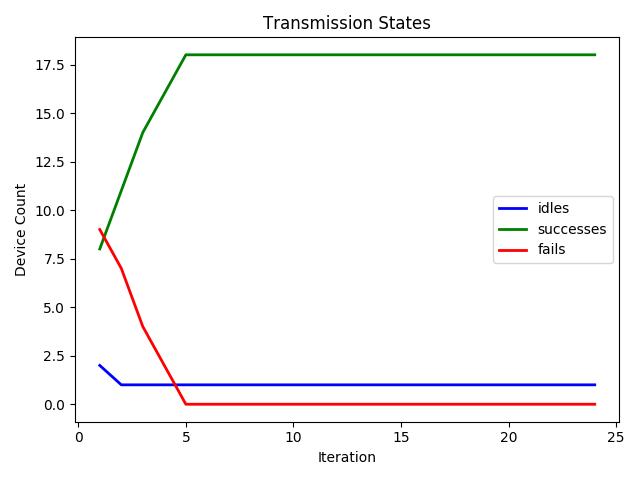 Transmission States
Device Count
17.5
15.0
12.5
10.0
7.5
5.0
2.5
0.0
idles
successes
fails
0 5 10 15 20 25
Iteration